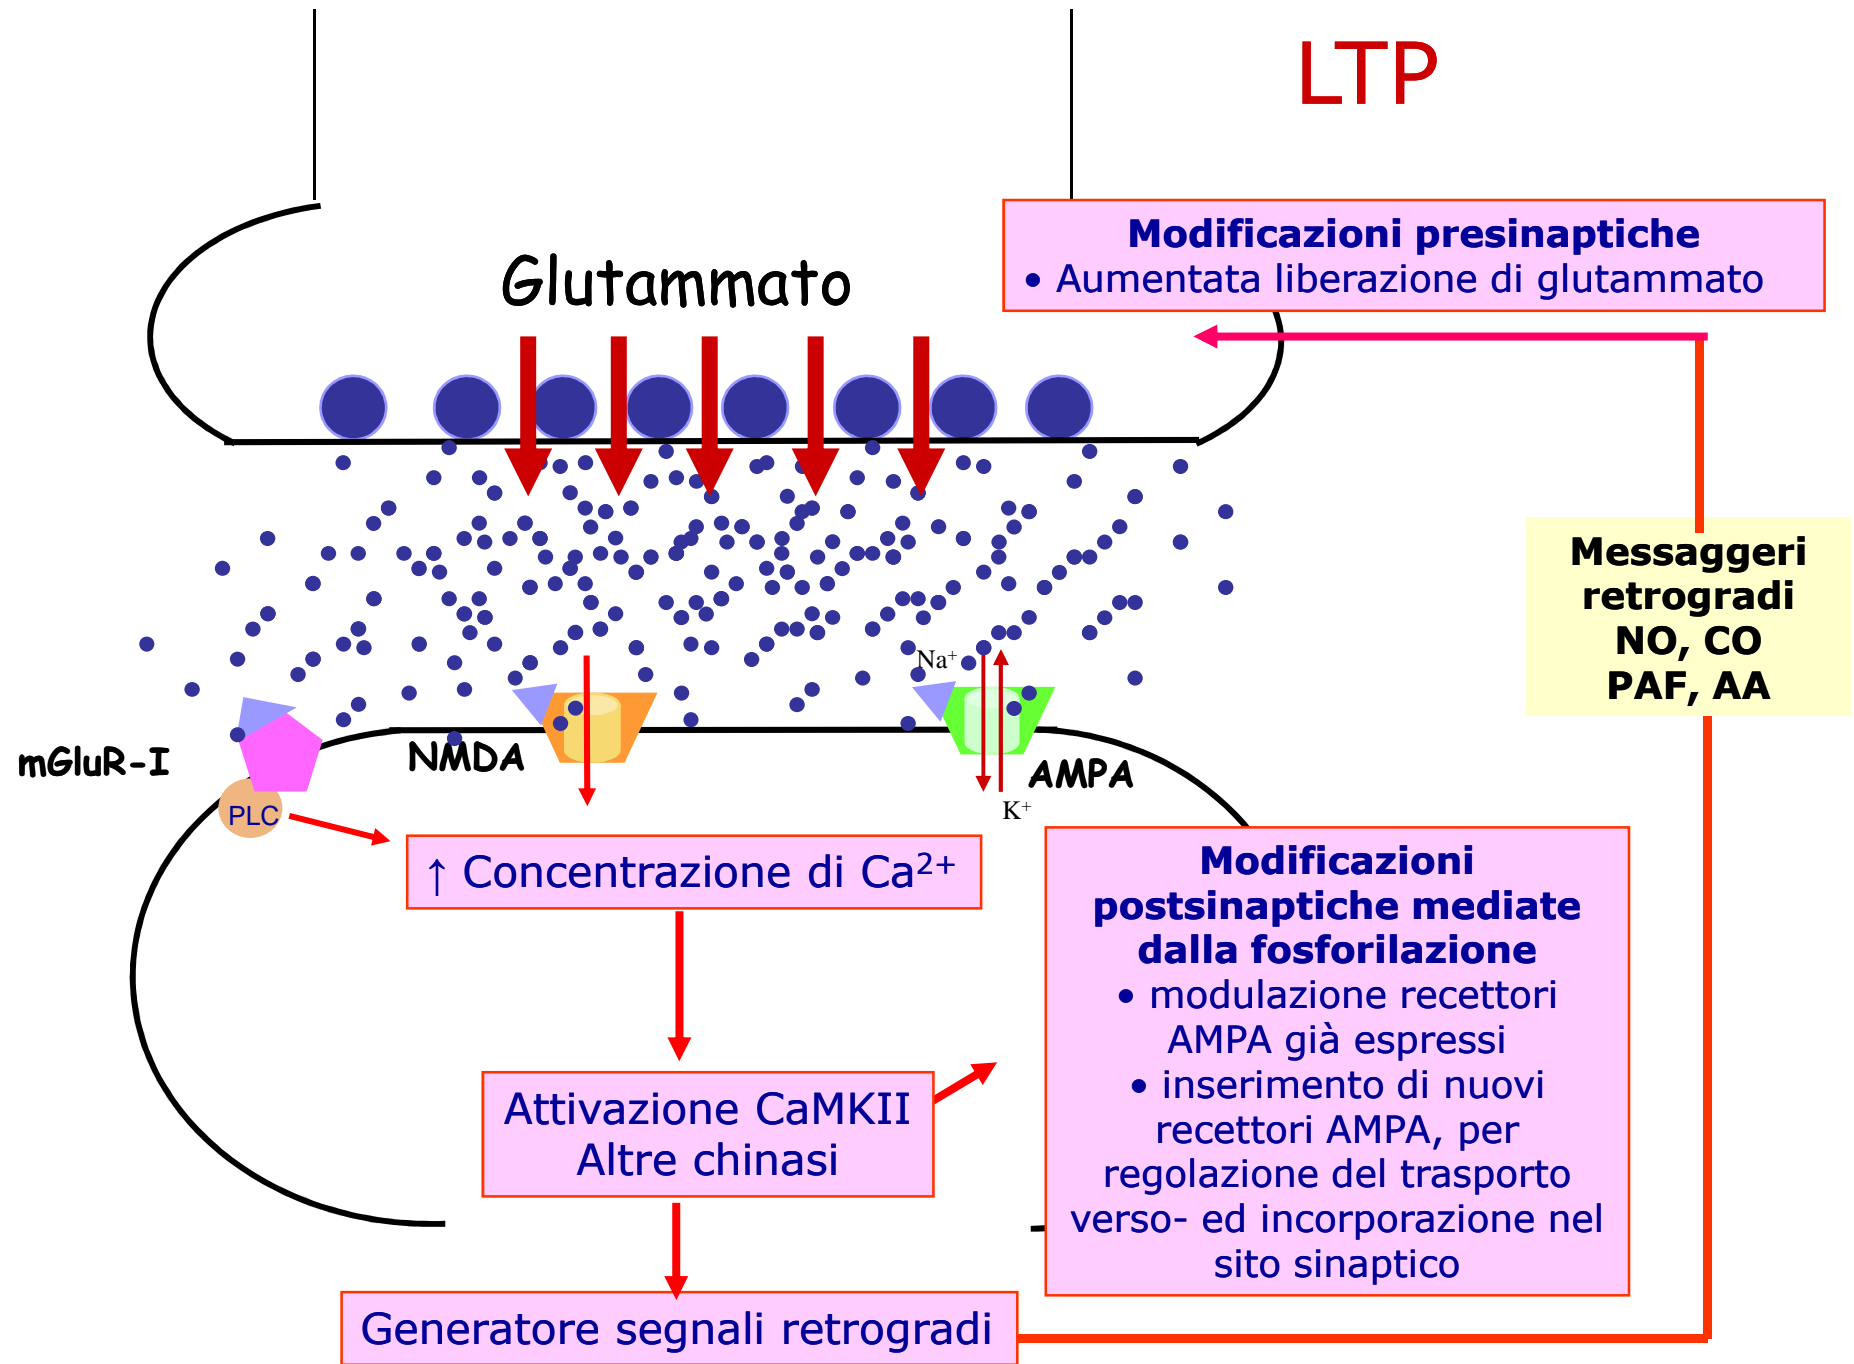 LTP
Modificazioni presinaptiche
• Aumentata liberazione di glutammato
Glutammato
Messaggeri
retrogradi
NO, CO
PAF, AA
Na⁺
mGluR-I
NMDA
AMPA
PLC
K⁺
↑ Concentrazione di Ca²⁺
Modificazioni
postsinaptiche mediate
dalla fosforilazione
• modulazione recettori
AMPA già espressi
• inserimento di nuovi
recettori AMPA, per
regolazione del trasporto
verso- ed incorporazione nel
sito sinaptico
Attivazione CaMKII
Altre chinasi
Generatore segnali retrogradi